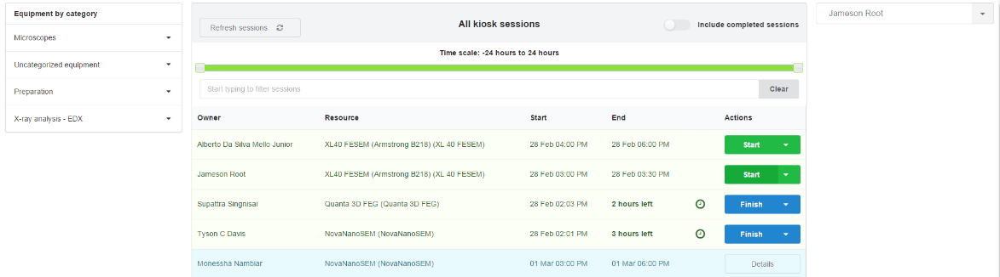 Equipment by category
Microscopes
Uncategorized equipment
Preparation
X-ray analysis - EDX
Refresh sessions
All kiosk sessions
Include completed sessions
Jameson Root
Time scale: -24 hours to 24 hours
Start typing to filter sessions
Clear
Owner Resource Start End Actions
Alberto Da Silva Mello Junior XL40 FESEM (Armstrong B218) (XL 40 FESEM) 28 Feb 04:00 PM 28 Feb 06:00 PM Start
Jameson Root XL40 FESEM (Armstrong B218) (XL 40 FESEM) 28 Feb 03:00 PM 28 Feb 03:30 PM Start
Supattra Singnisai Quanta 3D FEG (Quanta 3D FEG) 28 Feb 02:03 PM 2 hours left Finish
Tyson C Davis NovaNanoSEM (NovaNanoSEM) 28 Feb 02:01 PM 3 hours left Finish
Monessha Nambiar NovaNanoSEM (NovaNanoSEM) 01 Mar 03:00 PM 01 Mar 06:00 PM Details